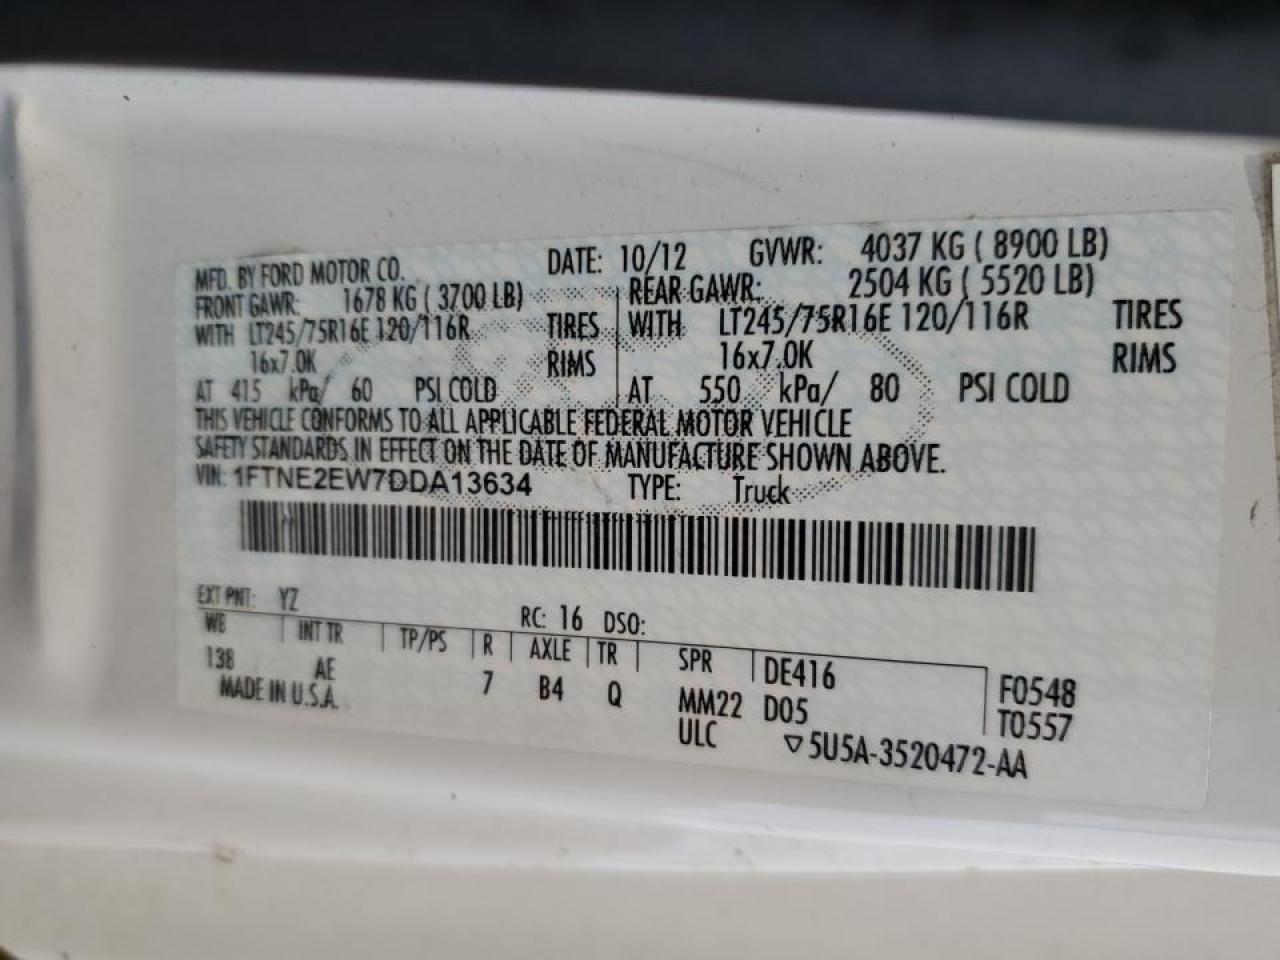 MFD. BY FORD MOTOR CO. DATE: 10/12 GVWR: 4037 KG ( 8900 LB)
FRONT GAWR: 1678 KG ( 3700 LB) REAR GAWR: 2504 KG ( 5520 LB)
WITH LT245/75R16E 120/116R TIRES WITH LT245/75R16E 120/116R TIRES
16x7.0K RIMS 16x7.0K RIMS
AT 415 kPa/ 60 PSI COLD AT 550 kPa/ 80 PSI COLD
THIS VEHICLE CONFORMS TO ALL APPLICABLE FEDERAL MOTOR VEHICLE
SAFETY STANDARDS IN EFFECT ON THE DATE OF MANUFACTURE SHOWN ABOVE.
VIN: 1FTNE2EW7DDA13634 TYPE: Truck
EXT PNT: YZ RC: 16 DSO:
WB INT TR TP/PS R AXLE TR SPR DE416 F0548
138 AE 7 B4 Q MM22 D05 T0557
MADE IN U.S.A. ULC ▽5U5A-3520472-AA